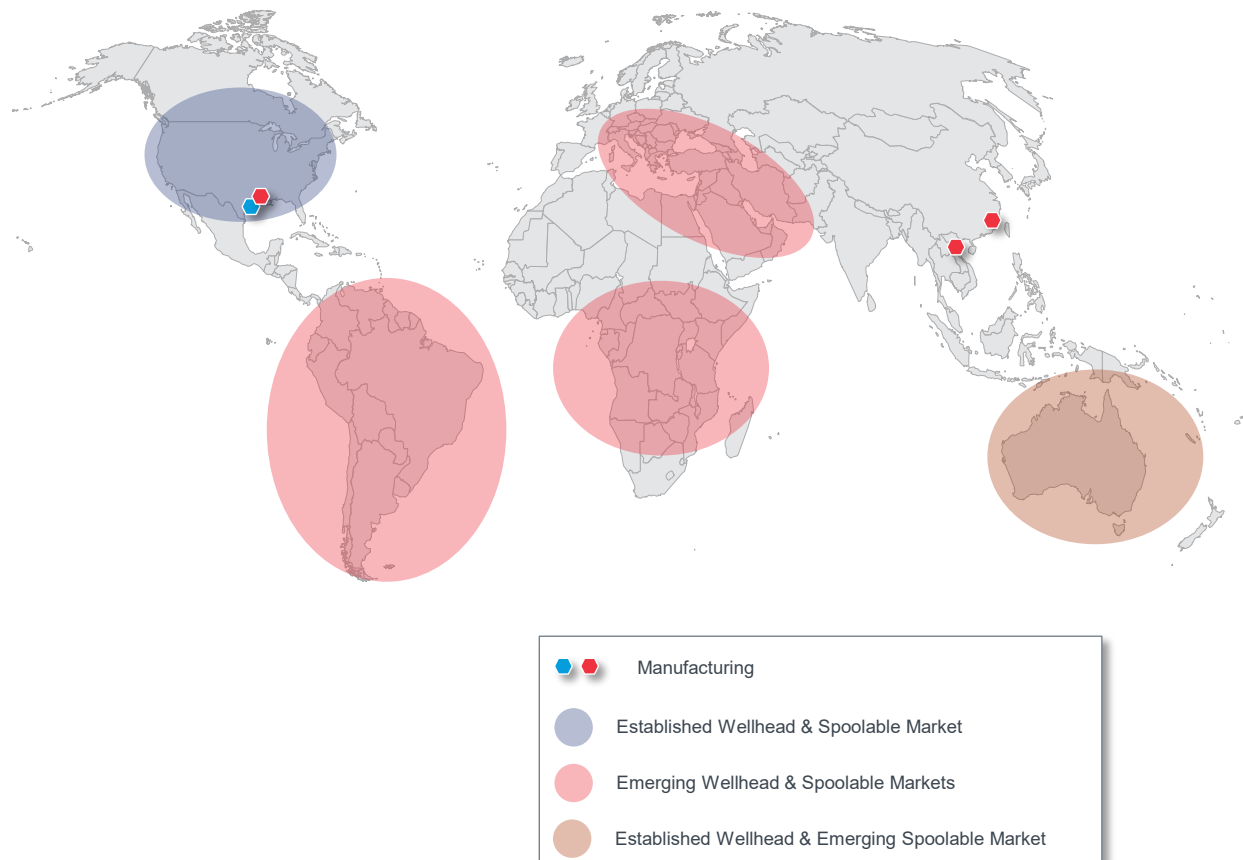 Manufacturing
Established Wellhead & Spoolable Market
Emerging Wellhead & Spoolable Markets
Established Wellhead & Emerging Spoolable Market